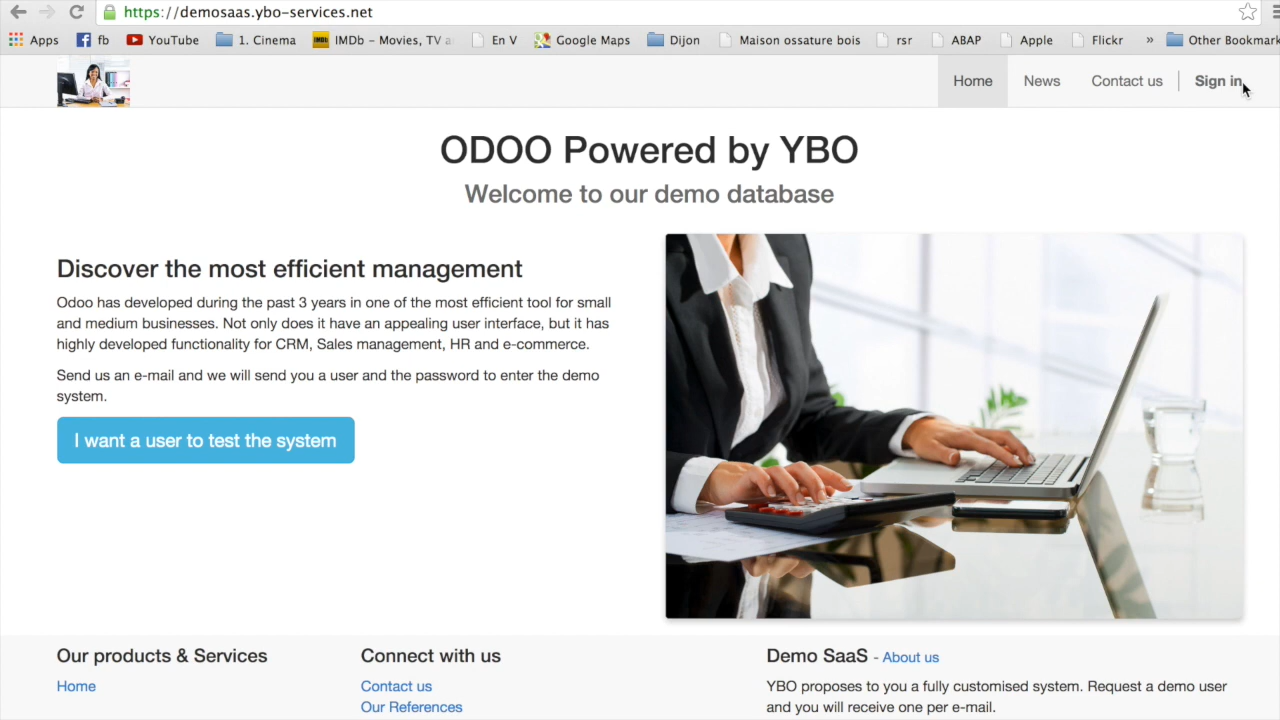 https://demosaas.ybo-services.net
Apps fb YouTube 1. Cinema IMDb - Movies, TV a En V Google Maps Dijon Maison ossature bois rsr ABAP Apple Flickr » Other Bookmark
Home News Contact us Sign in
ODOO Powered by YBO
Welcome to our demo database
Discover the most efficient management
Odoo has developed during the past 3 years in one of the most efficient tool for small
and medium businesses. Not only does it have an appealing user interface, but it has
highly developed functionality for CRM, Sales management, HR and e-commerce.
Send us an e-mail and we will send you a user and the password to enter the demo
system.
I want a user to test the system
Our products & Services
Home
Connect with us
Contact us
Our References
Demo SaaS - About us
YBO proposes to you a fully customised system. Request a demo user
and you will receive one per e-mail.